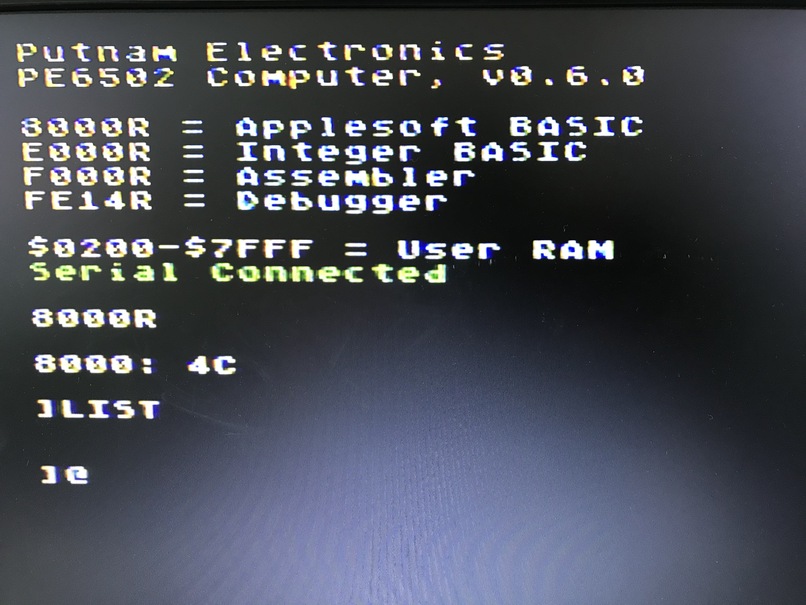 Putnam Electronics
PE6502 Computer, v0.6.0
8000R = Applesoft BASIC
E000R = Integer BASIC
F000R = Assembler
FE14R = Debugger
$0200-$7FFF = User RAM
Serial Connected
8000R
8000: 4C
]LIST
]@